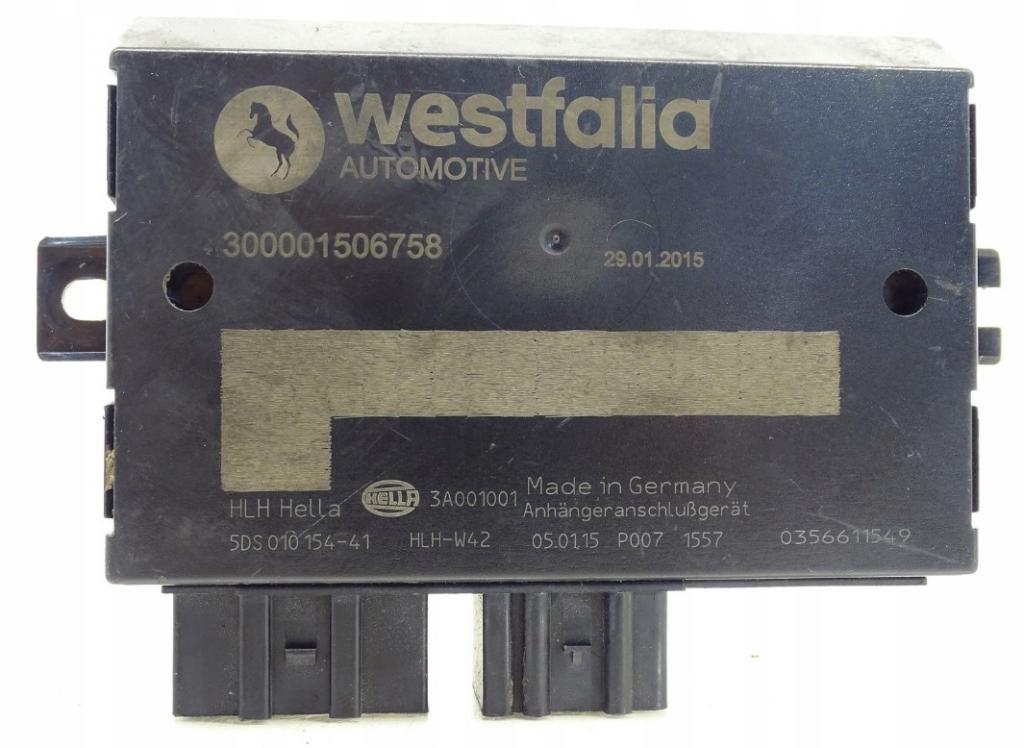 westfalia
AUTOMOTIVE
300001506758 29.01.2015
HLH Hella HELLA 3A001001 Made in Germany
Anhängeranschlußgerät
5DS 010 154-41 HLH-W42 05.01.15 P007 1557 0356611549